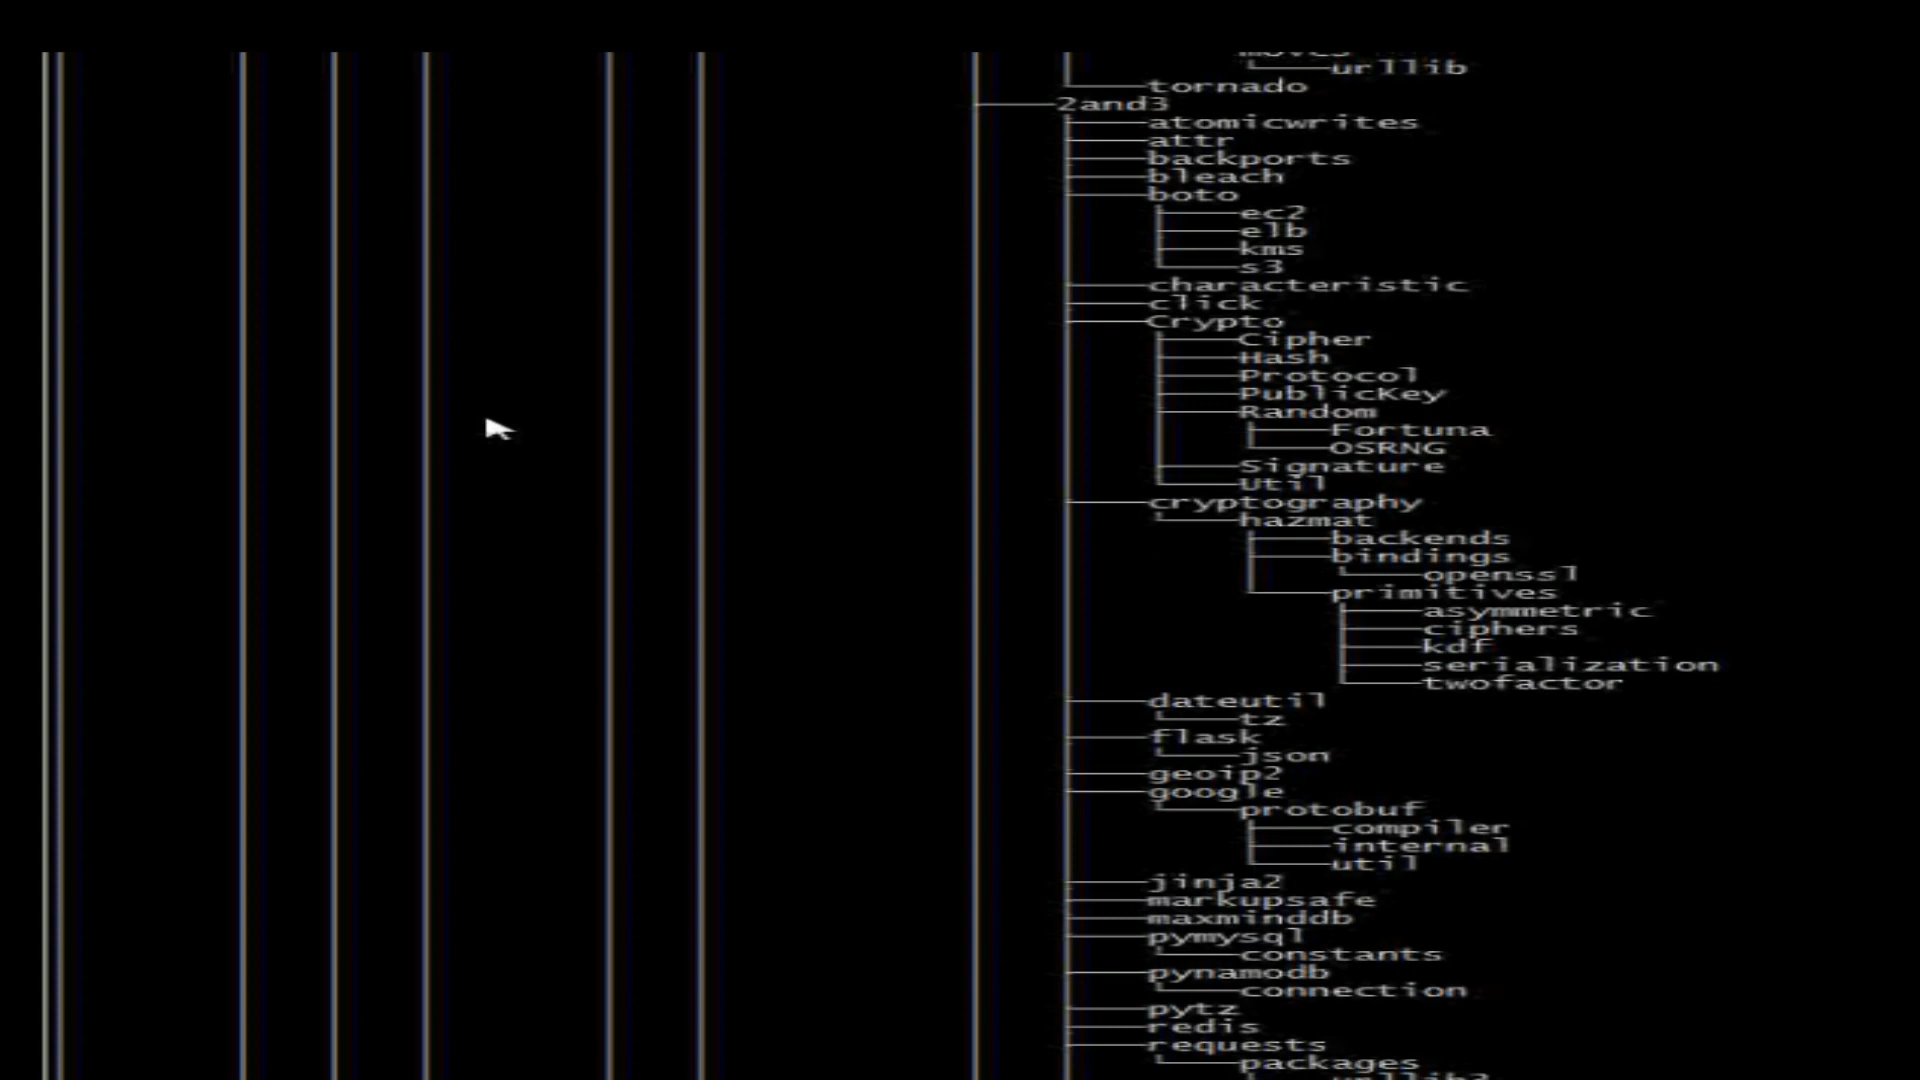 urllib
tornado
2and3
atomicwrites
attr
backports
bleach
boto
ec2
elb
kms
s3
characteristic
click
Crypto
Cipher
Hash
Protocol
PublicKey
Random
Fortuna
OSRNG
Signature
Util
cryptography
hazmat
backends
bindings
openssl
primitives
asymmetric
ciphers
kdf
serialization
twofactor
dateutil
tz
flask
json
geoip2
google
protobuf
compiler
internal
util
jinja2
markupsafe
maxminddb
pymysql
constants
pynamodb
connection
pytz
redis
requests
packages